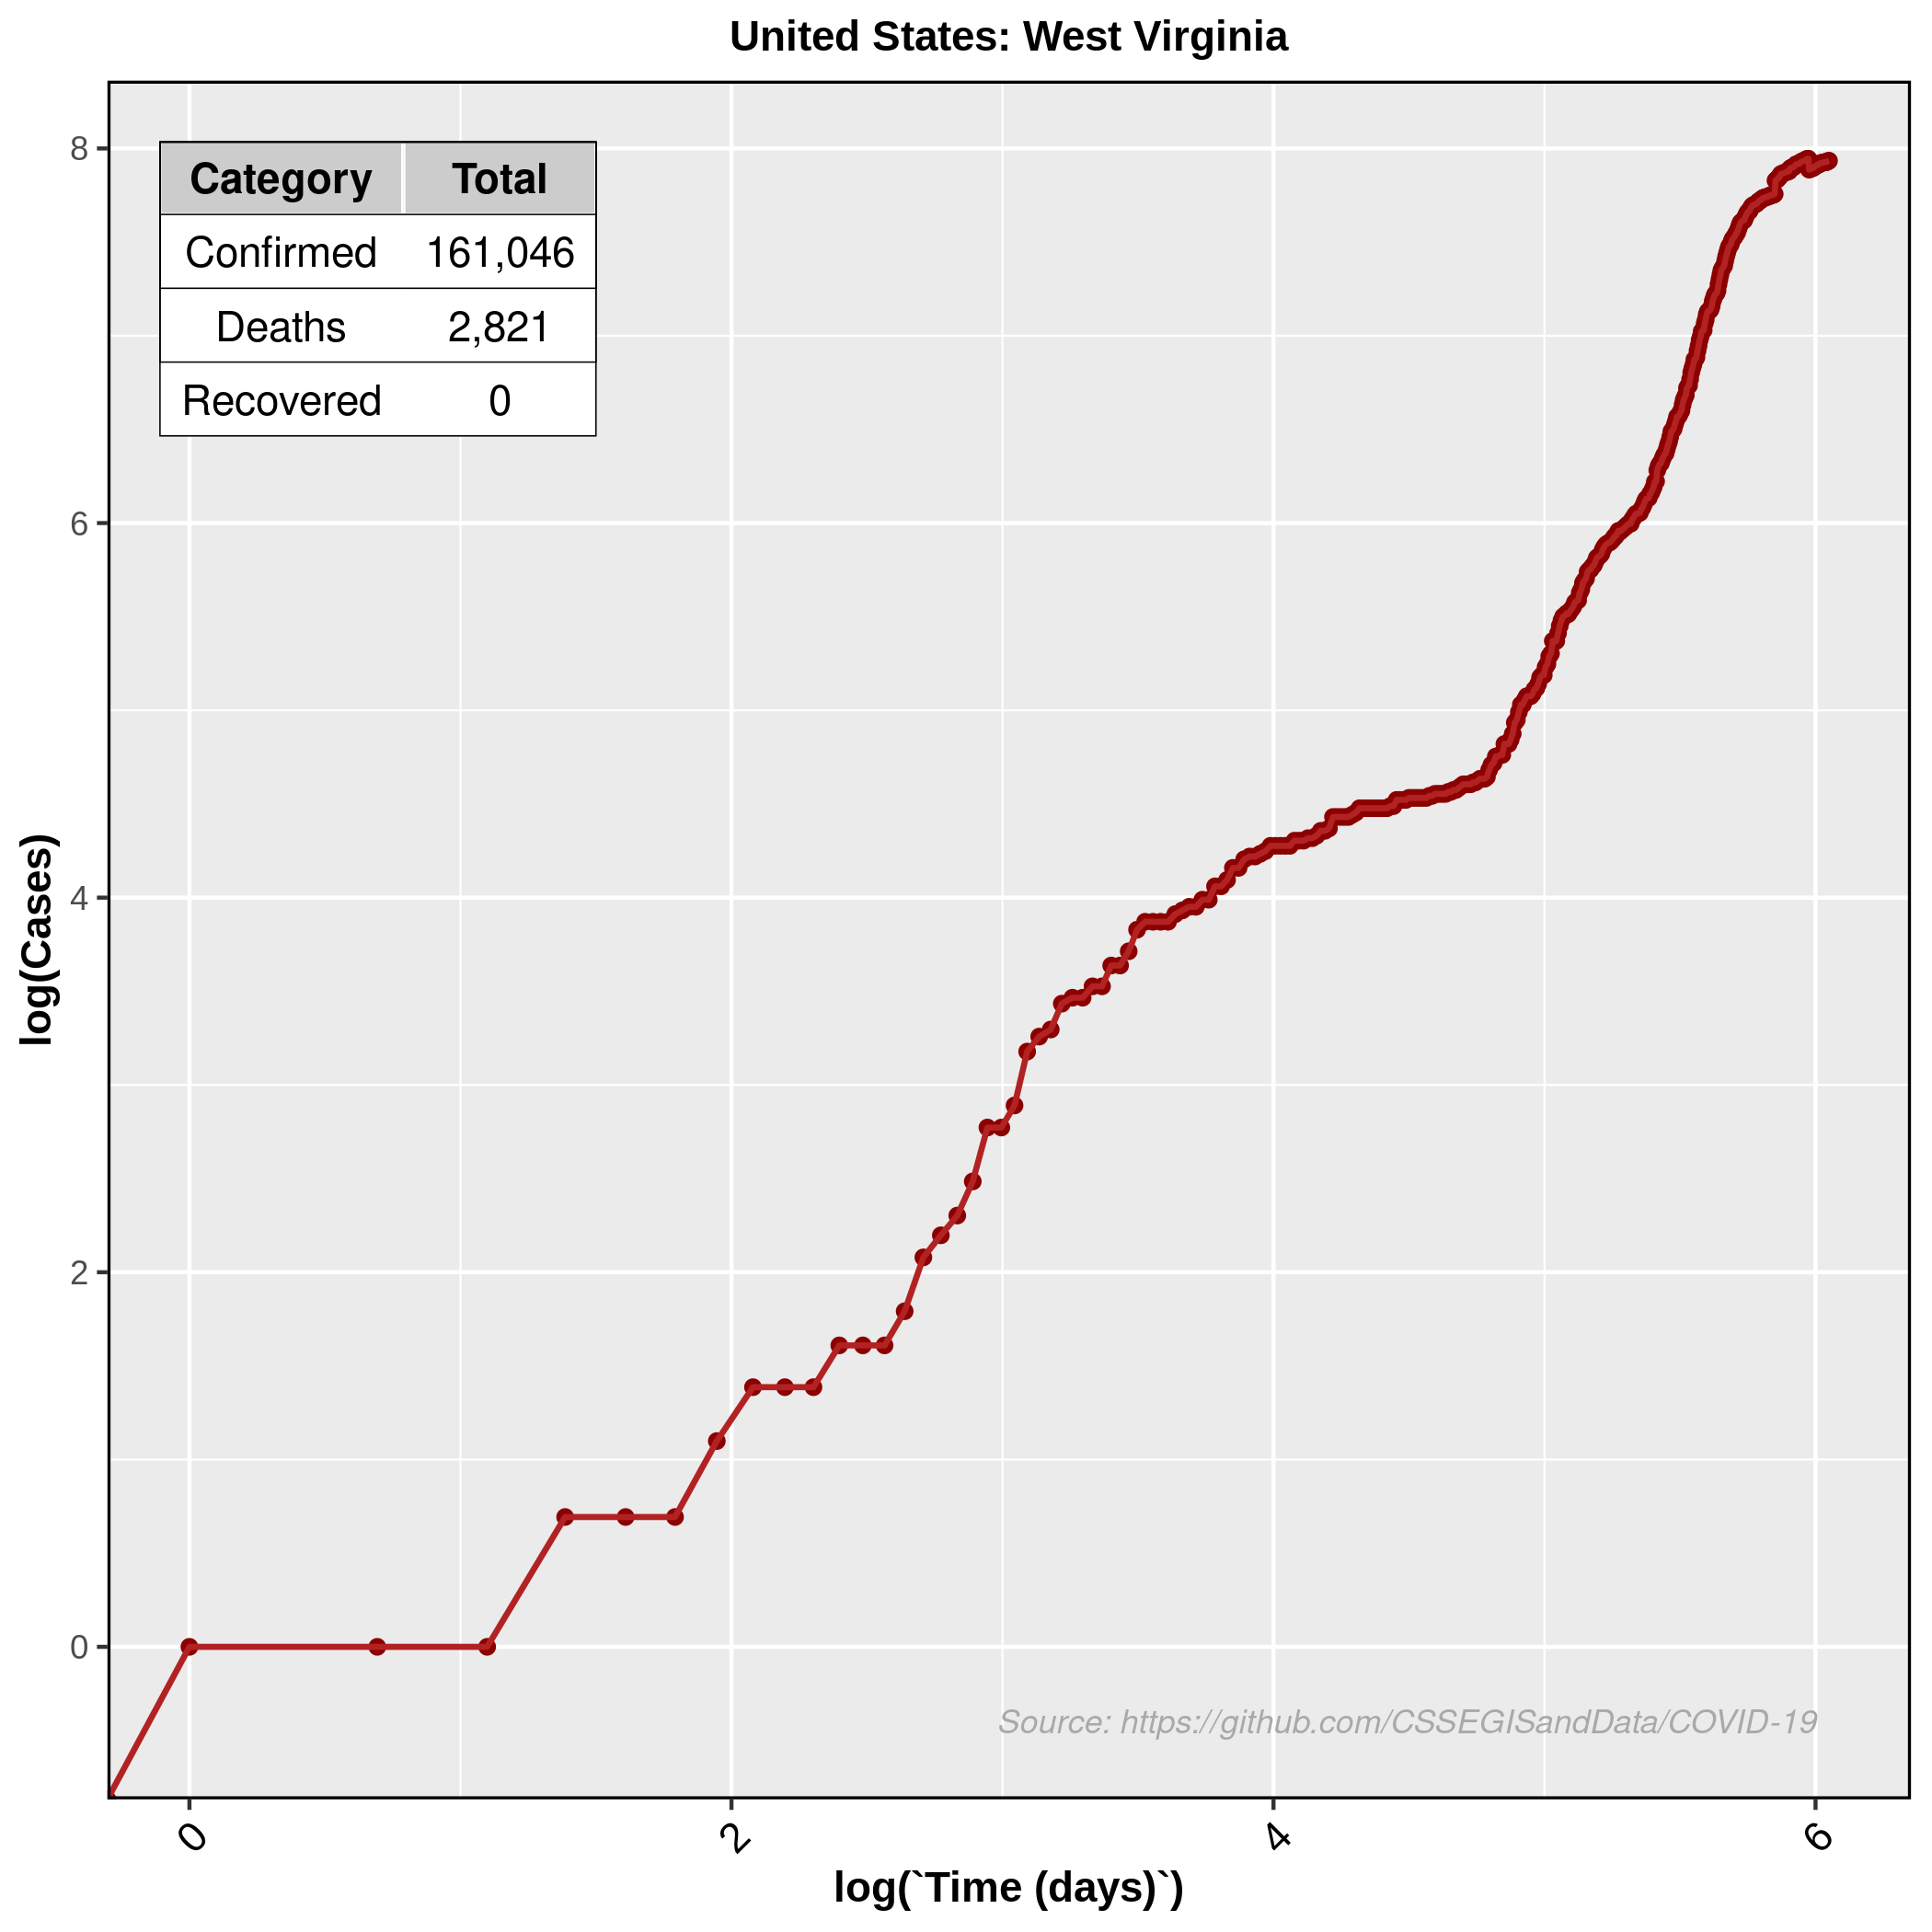 United States: West Virginia
Category Total
Confirmed 161,046
Deaths 2,821
Recovered 0
8
6
4
2
0
log(Cases)
Source: https://github.com/CSSEGISandData/COVID-19
0 2 4 6
log(`Time (days)`)